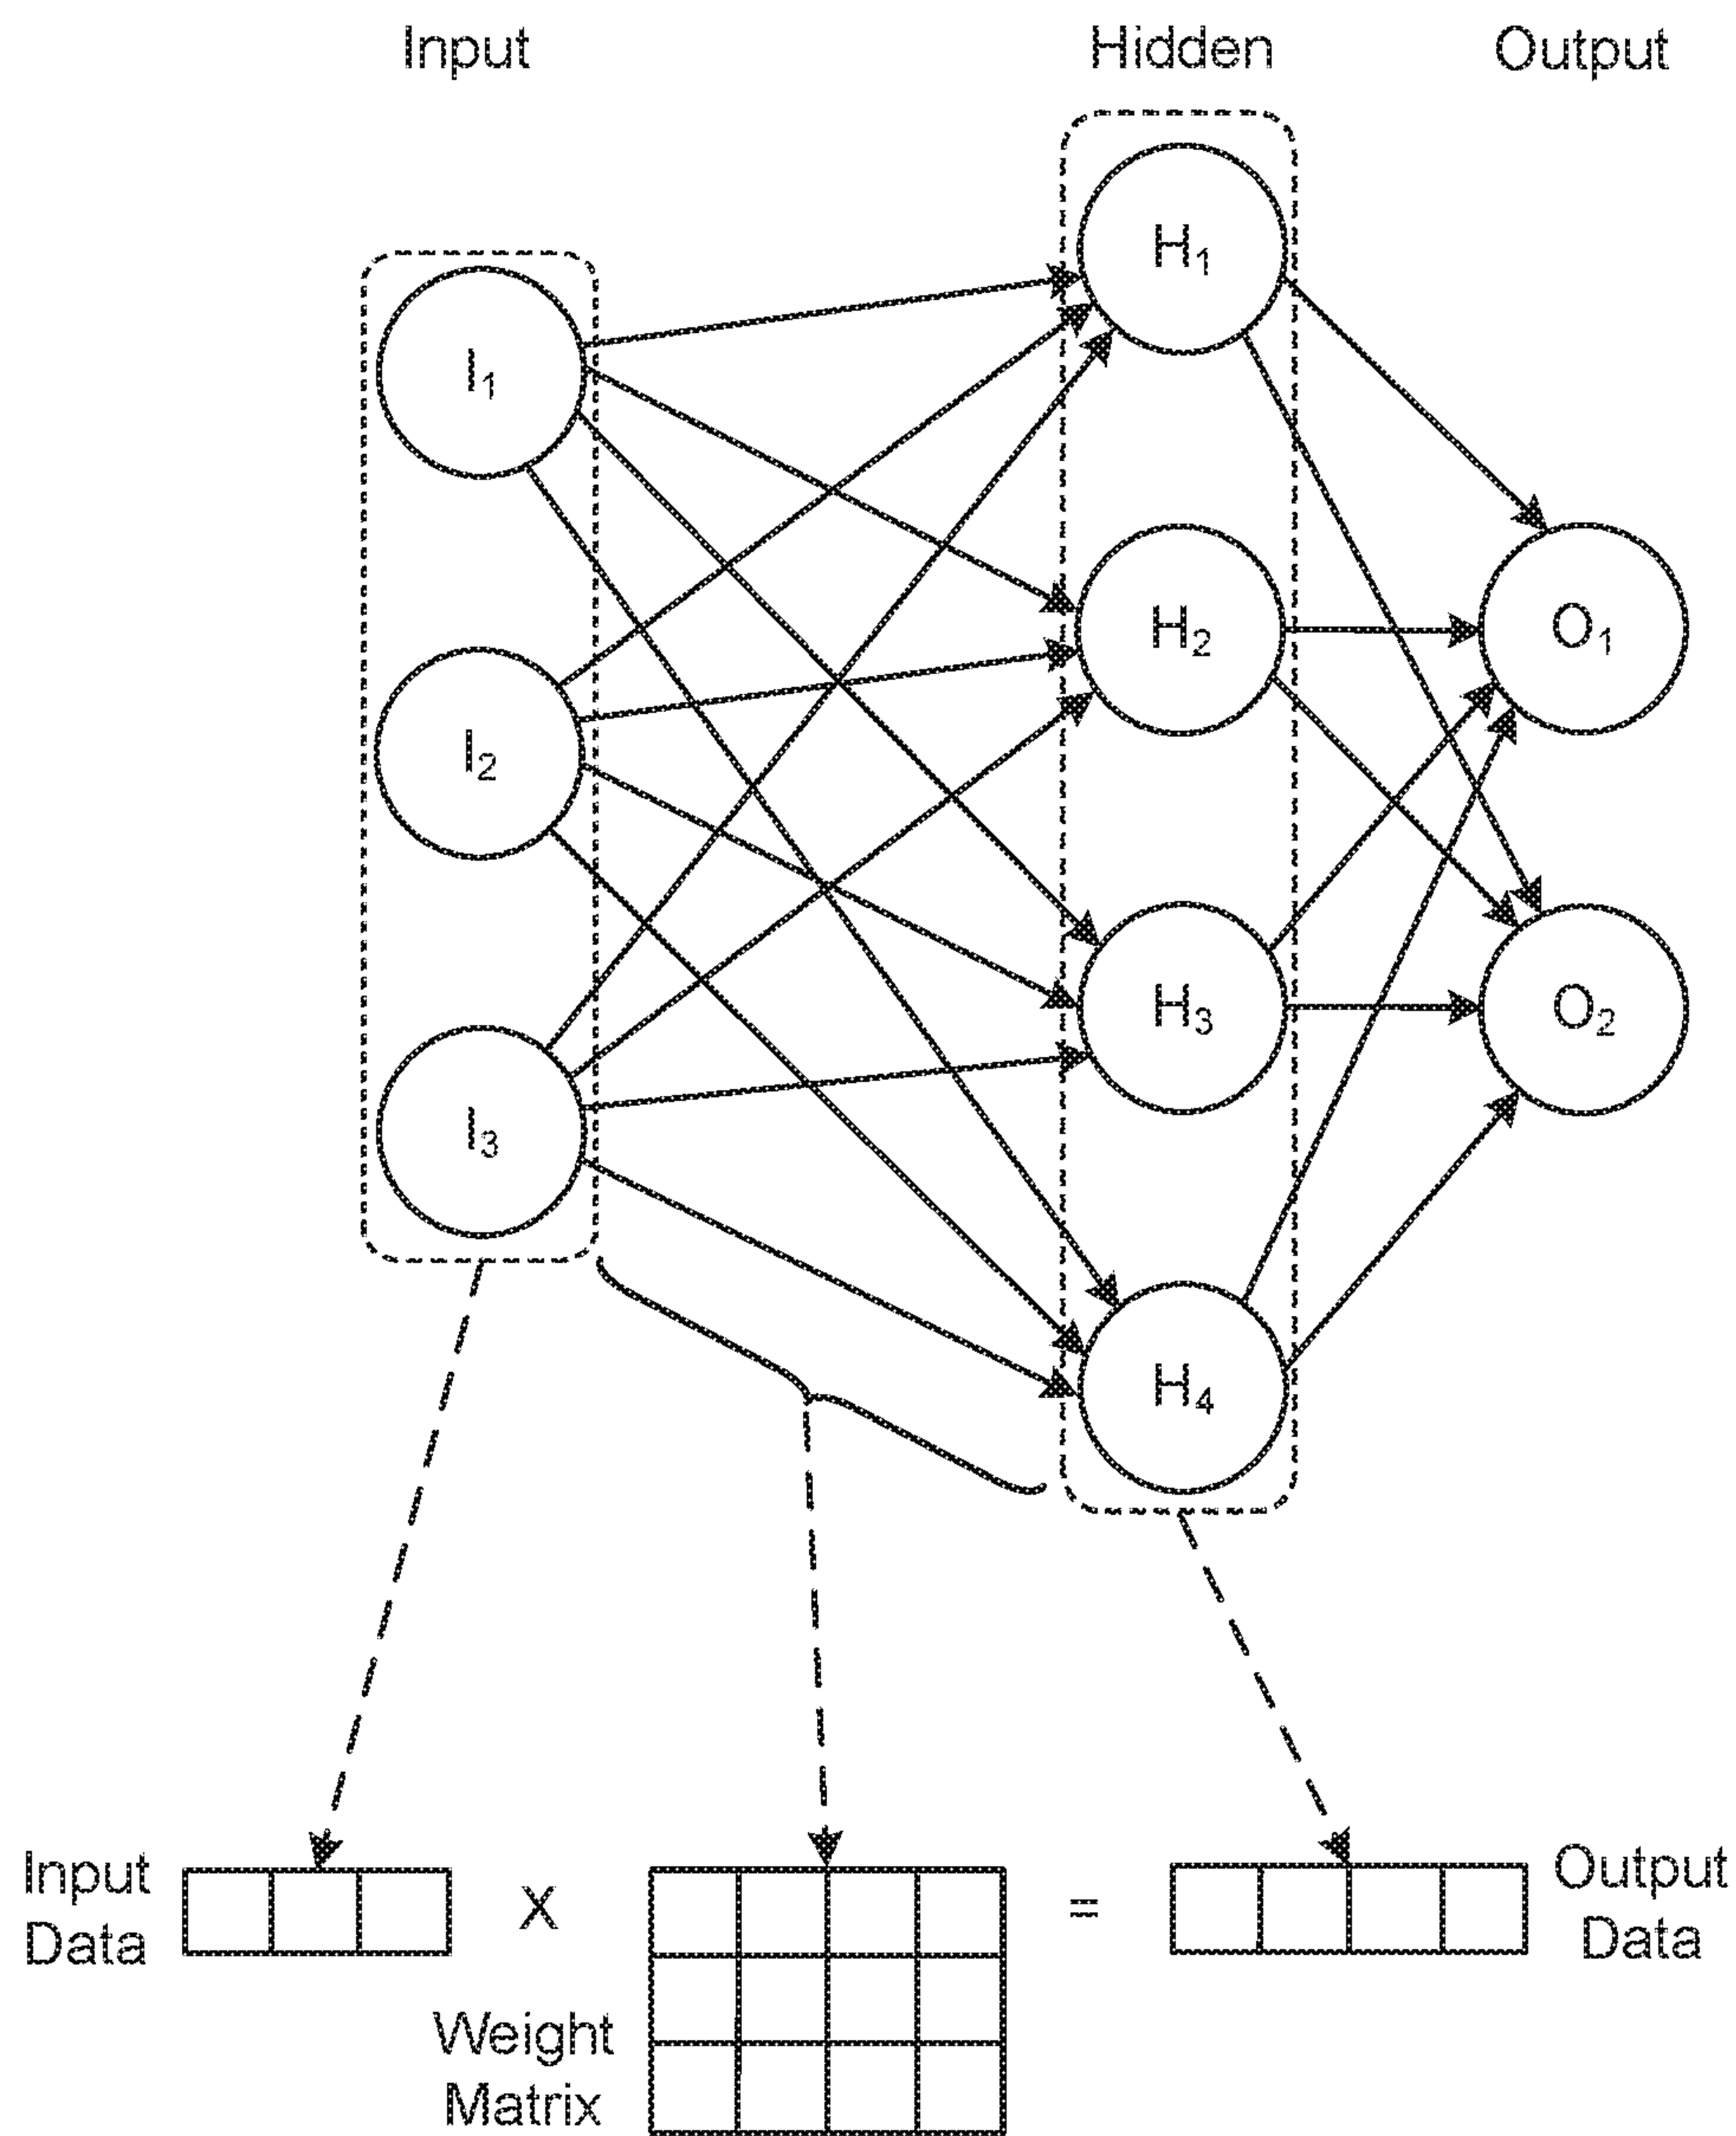 Input Hidden Output
H₁
I₁
H₂ O₁
I₂
H₃ O₂
I₃
H₄
Input
Data
X
=
Output
Data
Weight
Matrix